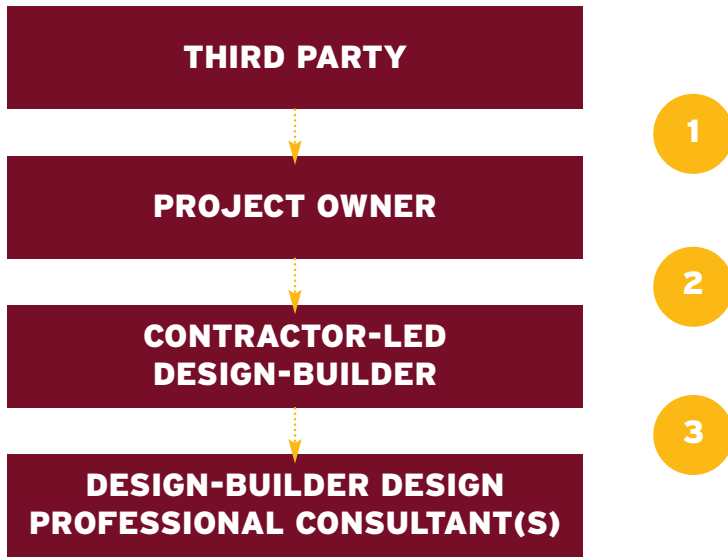 THIRD PARTY
1
PROJECT OWNER
2
CONTRACTOR-LED
DESIGN-BUILDER
3
DESIGN-BUILDER DESIGN
PROFESSIONAL CONSULTANT(S)